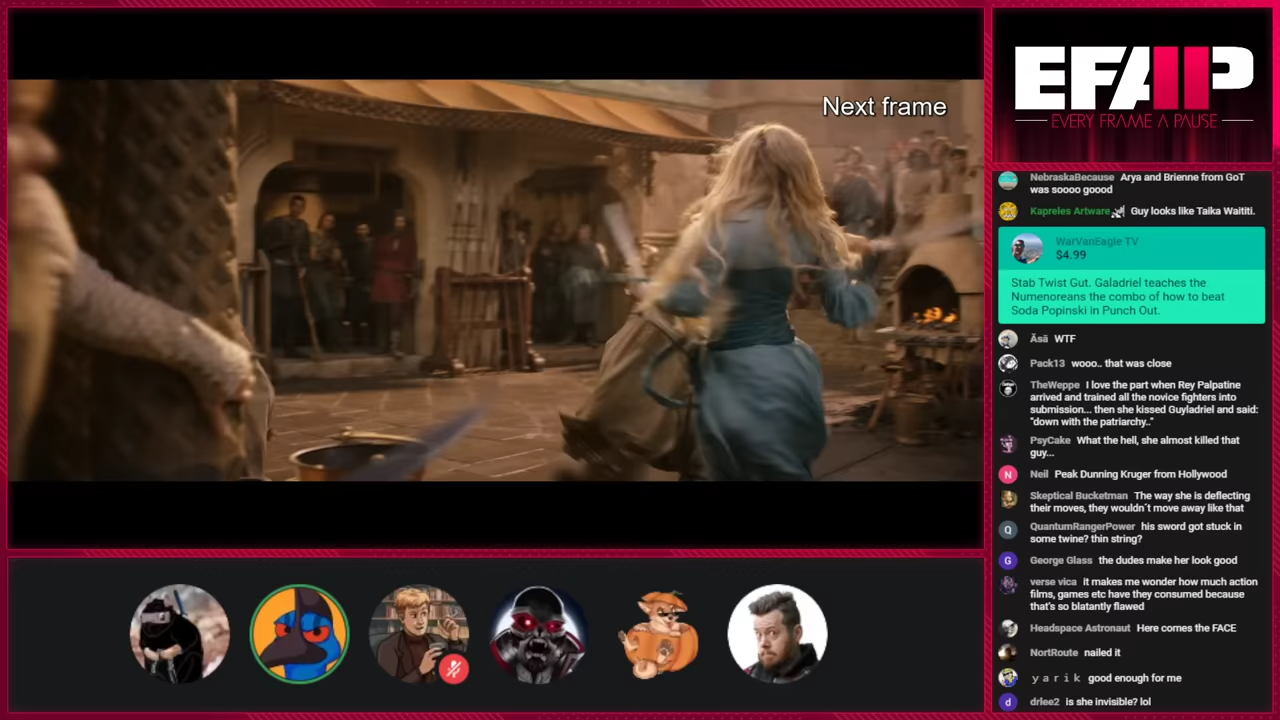 Next frame
EFAP
EVERY FRAME A PAUSE
NebraskaBecause Arya and Brienne from GoT
was soooo goood
Kapreles Artware Guy looks like Taika Waititi.
WarVanEagle TV
$4.99
Stab Twist Gut. Galadriel teaches the
Numenoreans the combo of how to beat
Soda Popinski in Punch Out.
Äsä WTF
Pack13 wooo.. that was close
TheWeppe I love the part when Rey Palpatine
arrived and trained all the novice fighters into
submission... then she kissed Guyladriel and said:
"down with the patriarchy.."
PsyCake What the hell, she almost killed that
guy...
N
Neil Peak Dunning Kruger from Hollywood
Skeptical Bucketman The way she is deflecting
their moves, they wouldn´t move away like that
Q
QuantumRangerPower his sword got stuck in
some twine? thin string?
G
George Glass the dudes make her look good
verse vica it makes me wonder how much action
films, games etc have they consumed because
that's so blatantly flawed
Headspace Astronaut Here comes the FACE
NortRoute nailed it
y a r i k good enough for me
d
drlee2 is she invisible? lol